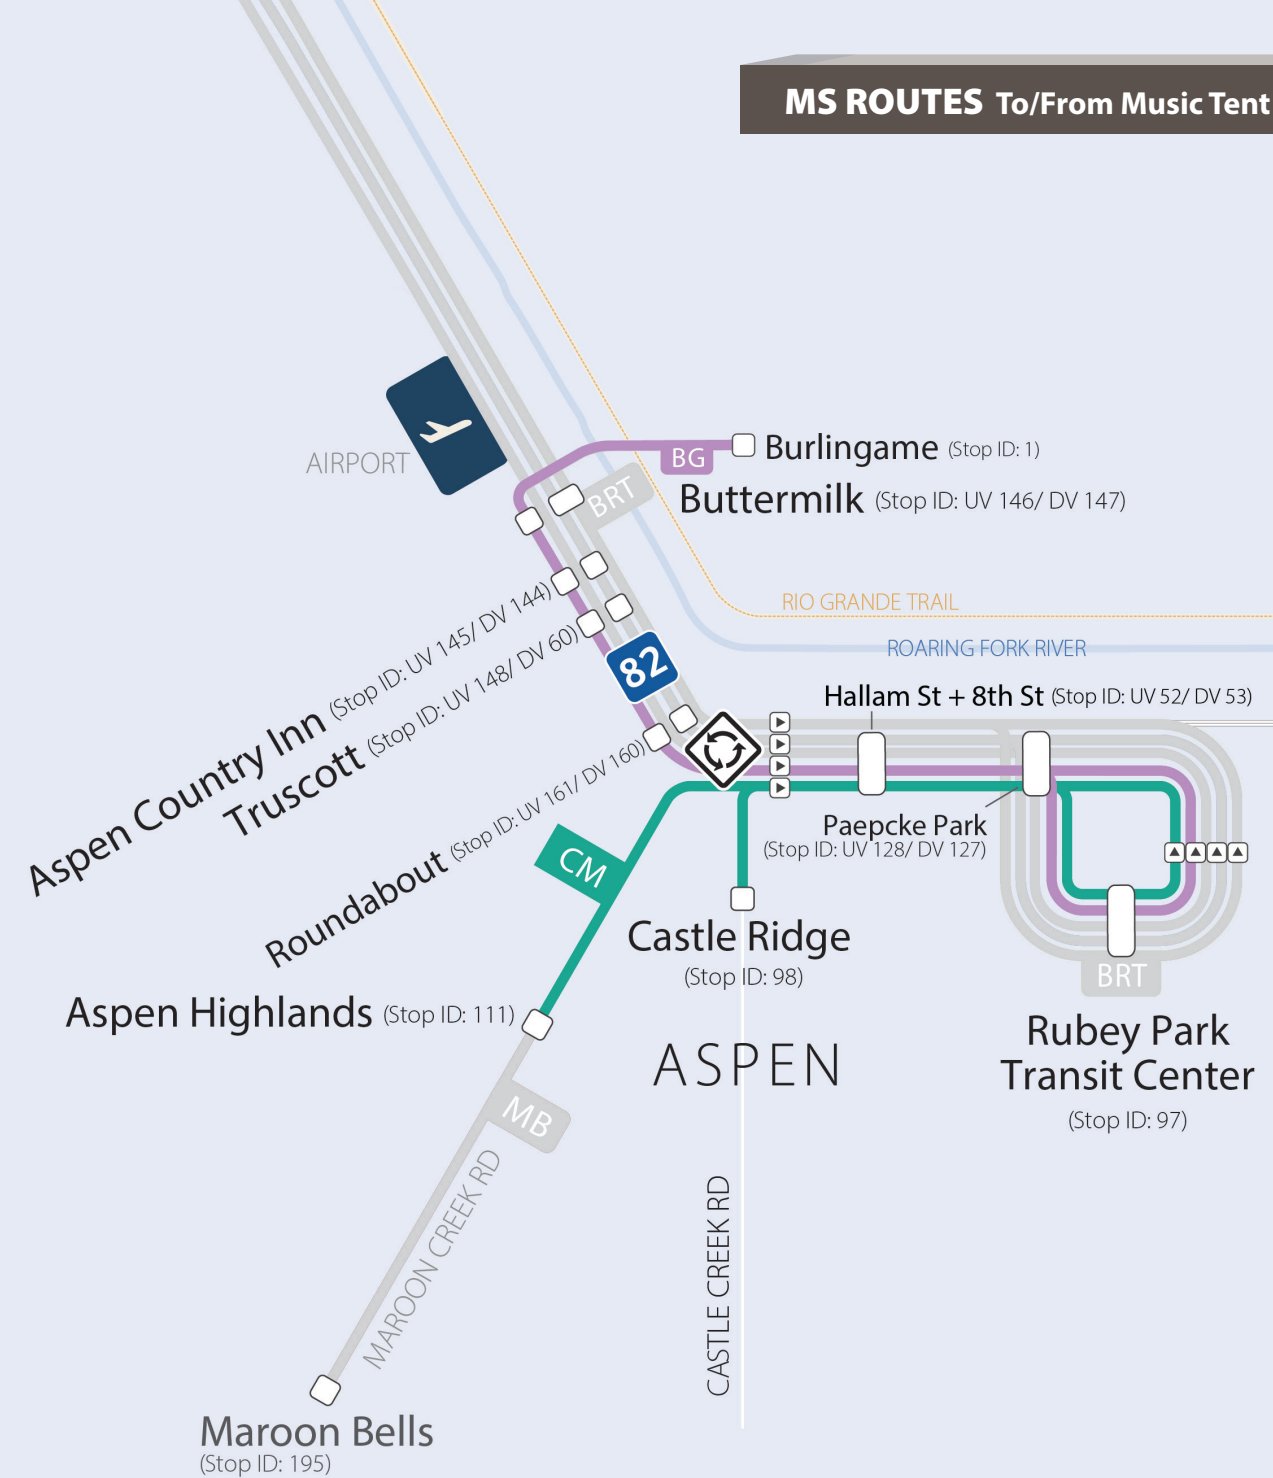 MS ROUTES To/From Music Tent
AIRPORT
BG
Burlingame (Stop ID: 1)
BRT
Buttermilk (Stop ID: UV 146/ DV 147)
RIO GRANDE TRAIL
ROARING FORK RIVER
82
Hallam St + 8th St (Stop ID: UV 52/ DV 53)
Aspen Country Inn (Stop ID: UV 145/ DV 144)
Truscott (Stop ID: UV 148/ DV 60)
Roundabout (Stop ID: UV 161/ DV 160)
Paepcke Park
(Stop ID: UV 128/ DV 127)
CM
Castle Ridge
(Stop ID: 98)
BRT
Aspen Highlands (Stop ID: 111)
Rubey Park
Transit Center
(Stop ID: 97)
ASPEN
MB
MAROON CREEK RD
CASTLE CREEK RD
Maroon Bells
(Stop ID: 195)